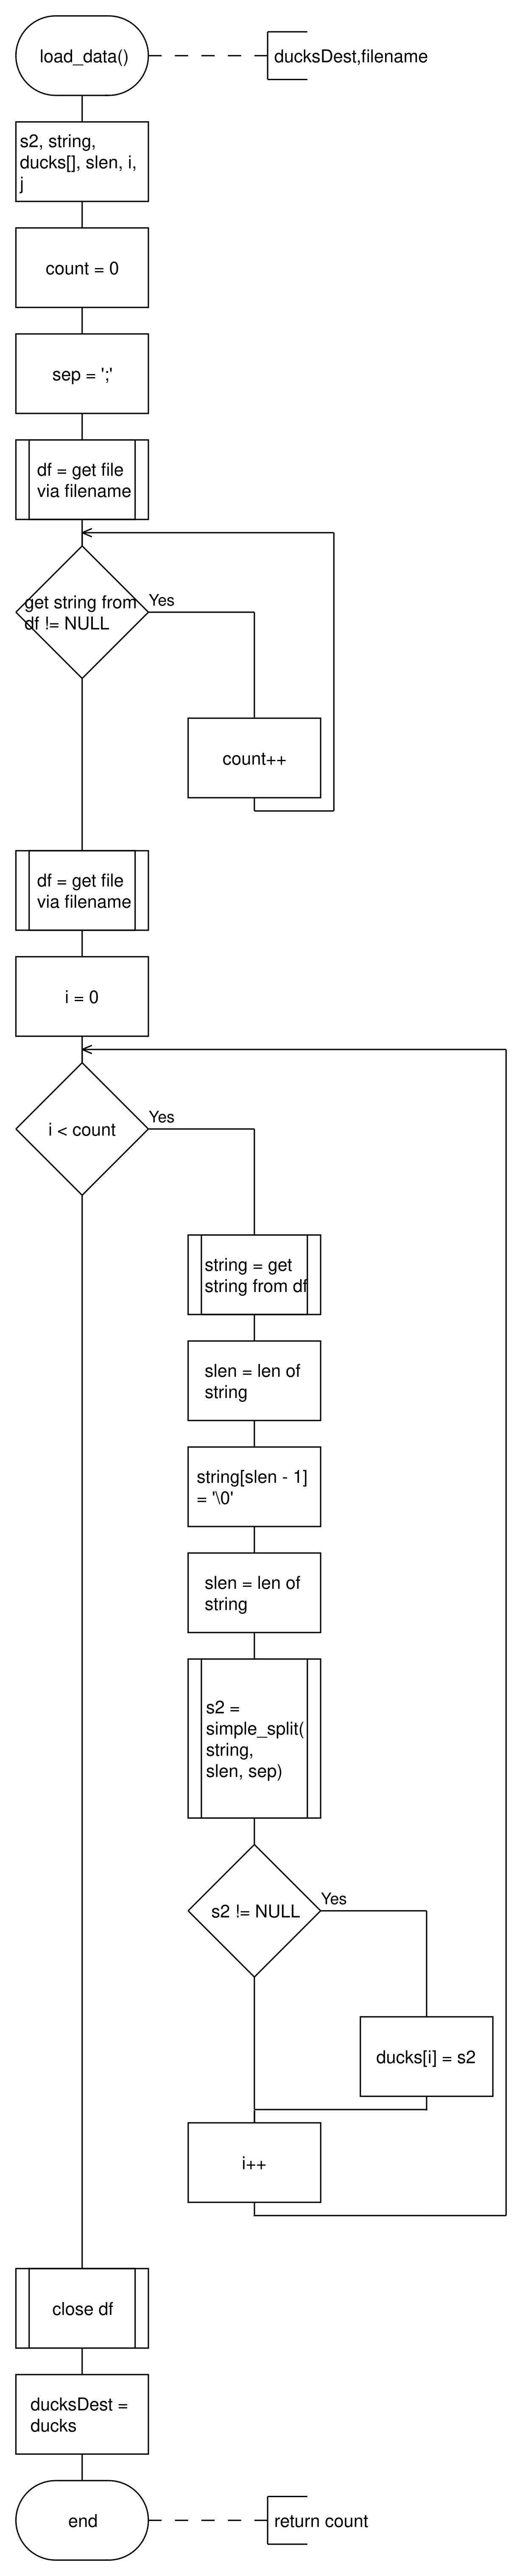 load_data()
ducksDest,filename
s2, string,
ducks[], slen, i,
j
count = 0
sep = ';'
df = get file
via filename
get string from
df != NULL
Yes
count++
df = get file
via filename
i = 0
i < count
Yes
string = get
string from df
slen = len of
string
string[slen - 1]
= '\0'
slen = len of
string
s2 =
simple_split(
string,
slen, sep)
s2 != NULL
Yes
ducks[i] = s2
i++
close df
ducksDest =
ducks
end
return count